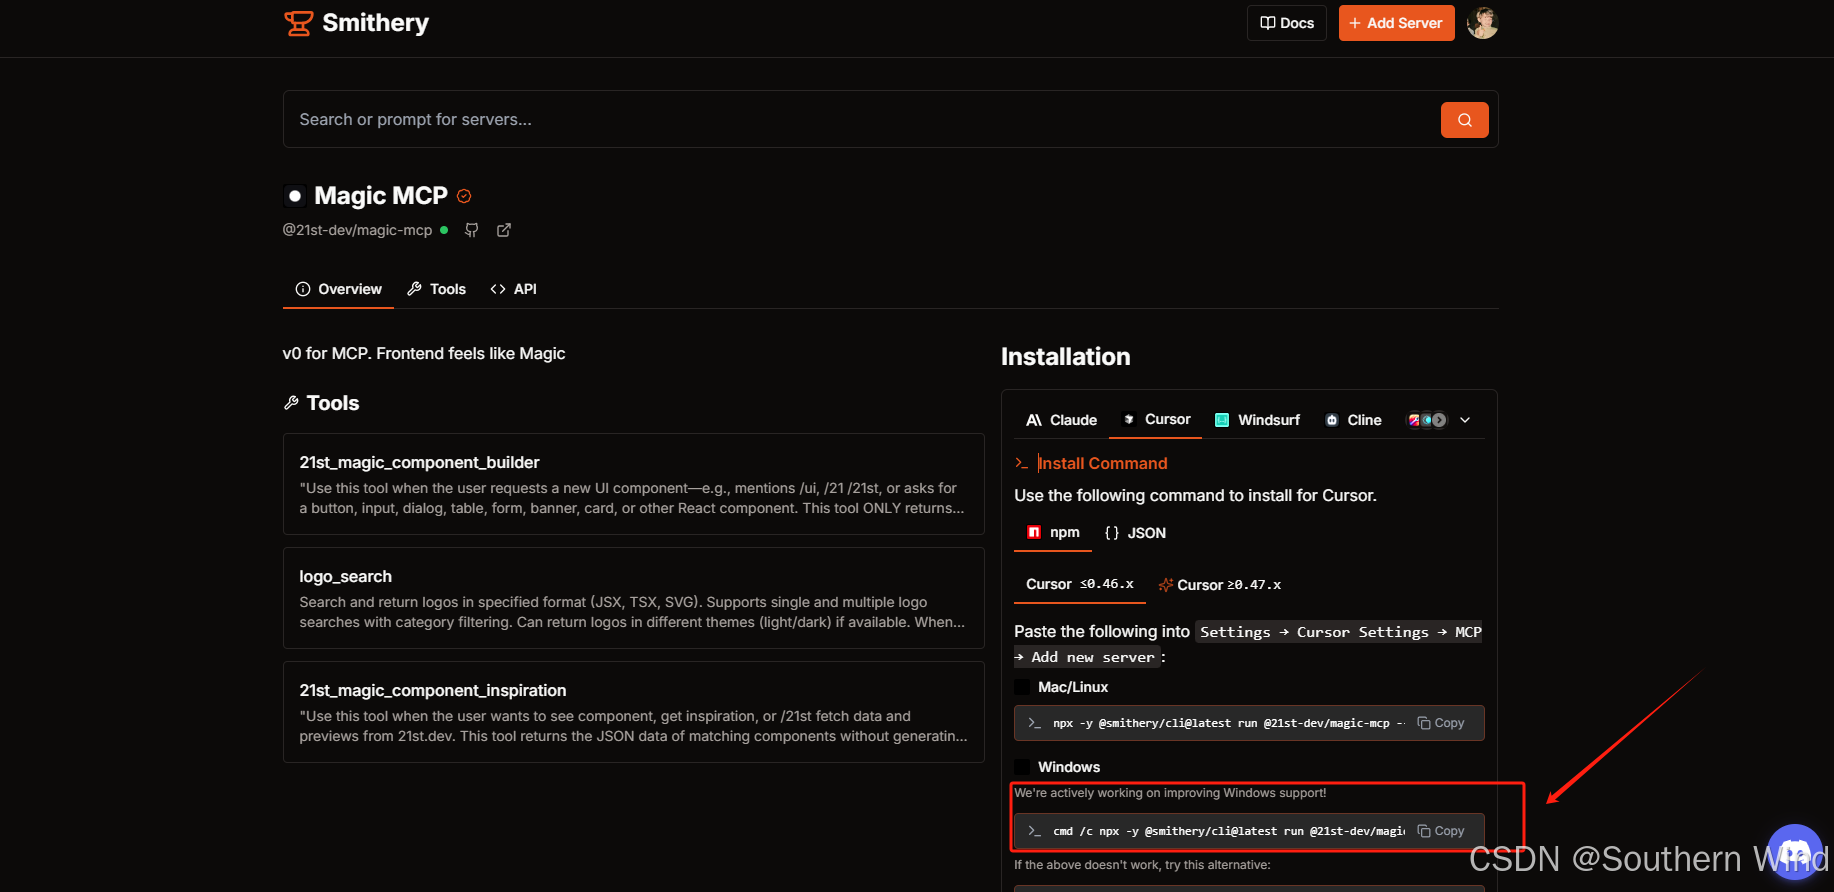 Smithery
Docs
+ Add Server
Search or prompt for servers...
Magic MCP
@21st-dev/magic-mcp
Overview
Tools
<> API
v0 for MCP. Frontend feels like Magic
Tools
21st_magic_component_builder
"Use this tool when the user requests a new UI component—e.g., mentions /ui, /21 /21st, or asks for
a button, input, dialog, table, form, banner, card, or other React component. This tool ONLY returns...
logo_search
Search and return logos in specified format (JSX, TSX, SVG). Supports single and multiple logo
searches with category filtering. Can return logos in different themes (light/dark) if available. When...
21st_magic_component_inspiration
"Use this tool when the user wants to see component, get inspiration, or /21st fetch data and
previews from 21st.dev. This tool returns the JSON data of matching components without generatin...
Installation
Claude
Cursor
Windsurf
Cline
>_ Install Command
Use the following command to install for Cursor.
npm
{ } JSON
Cursor ≤0.46.x
Cursor ≥0.47.x
Paste the following into Settings → Cursor Settings → MCP
→ Add new server :
Mac/Linux
>_ npx -y @smithery/cli@latest run @21st-dev/magic-mcp --
Copy
Windows
We're actively working on improving Windows support!
>_ cmd /c npx -y @smithery/cli@latest run @21st-dev/magic
Copy
If the above doesn't work, try this alternative:
CSDN @Southern Wind